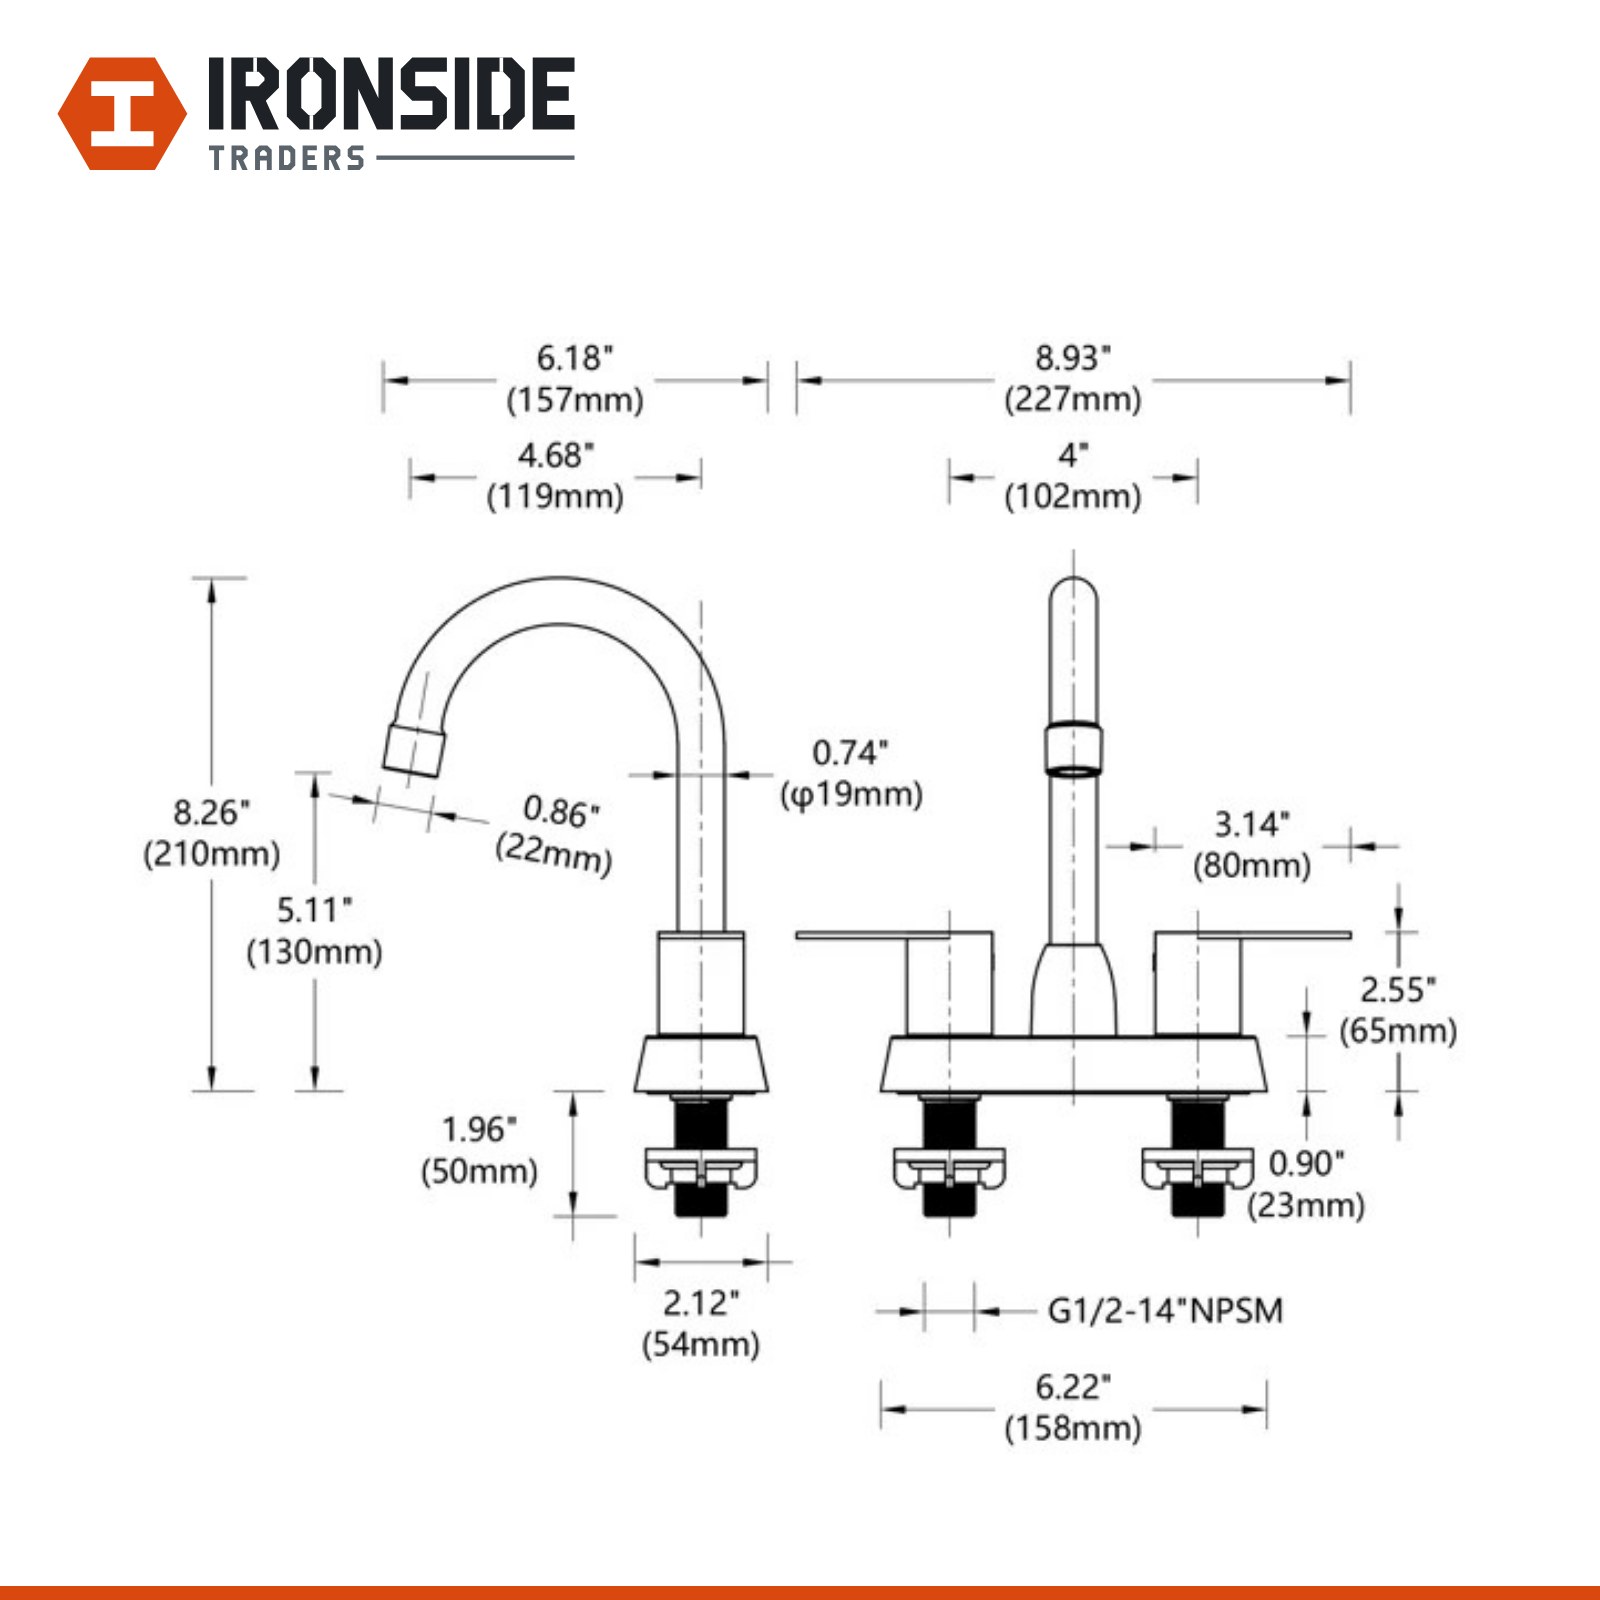 IRONSIDE
TRADERS
6.18"
(157mm)
8.93"
(227mm)
4.68"
(119mm)
4"
(102mm)
0.74"
(φ19mm)
8.26"
(210mm)
0.86"
(22mm)
3.14"
(80mm)
5.11"
(130mm)
2.55"
(65mm)
1.96"
(50mm)
0.90"
(23mm)
2.12"
(54mm)
G1/2-14"NPSM
6.22"
(158mm)